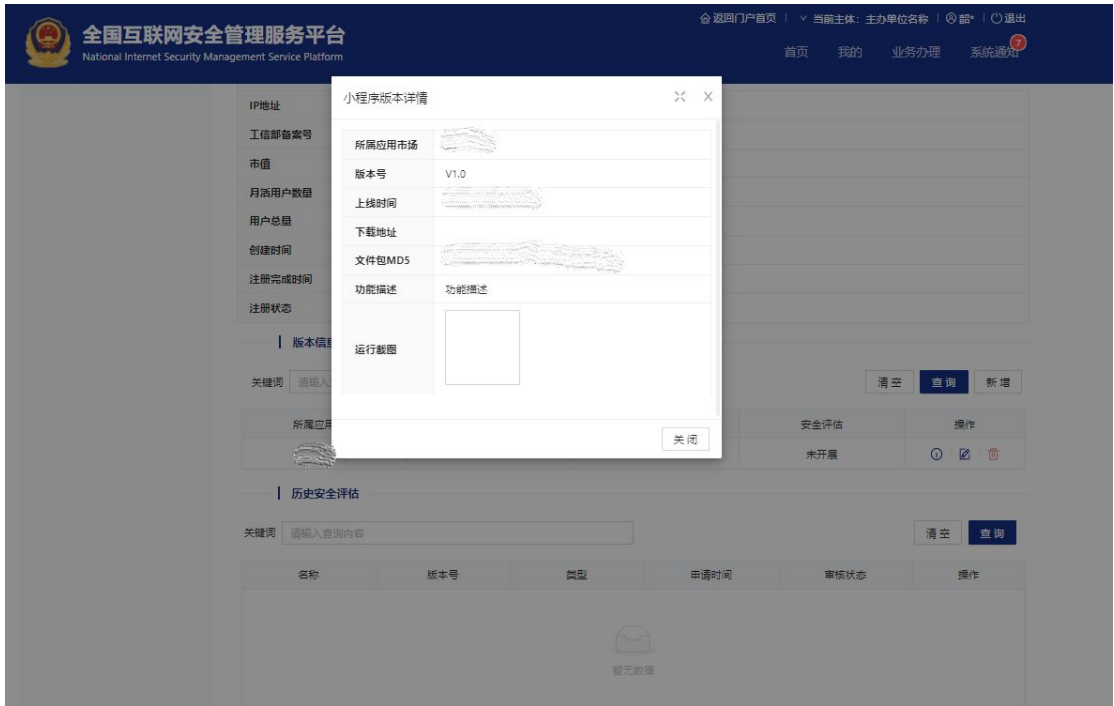 返回门户首页 | 当前主体：主办单位名称 | 韶* | 退出
全国互联网安全管理服务平台
National Internet Security Management Service Platform
首页 我的 业务办理 系统通知 7
小程序版本详情
IP地址
工信部备案号
所属应用市场
市值
版本号 V1.0
月活用户数量
上线时间
用户总量
下载地址
创建时间
文件包MD5
注册完成时间
功能描述 功能描述
注册状态
版本信息
运行截图
关键词 请输入
清空 查询 新增
所属应用 安全评估 操作
关闭
未开展
历史安全评估
关键词 请输入查询内容 清空 查询
名称 版本号 类型 申请时间 审核状态 操作
暂无数据